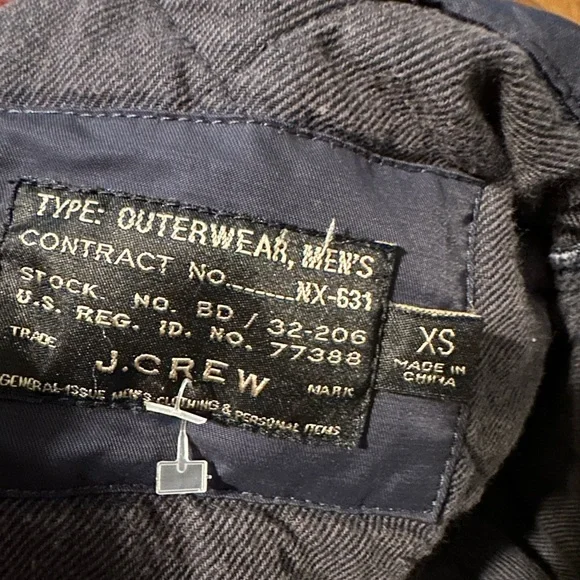 TYPE: OUTERWEAR, MEN'S
CONTRACT NO. NX-631
STOCK. NO. BD / 32-206
U.S. REG. ID. NO. 77388
TRADE J.CREW MARK
GENERAL-ISSUE MEN'S CLOTHING & PERSONAL ITEMS
XS
MADE IN
CHINA